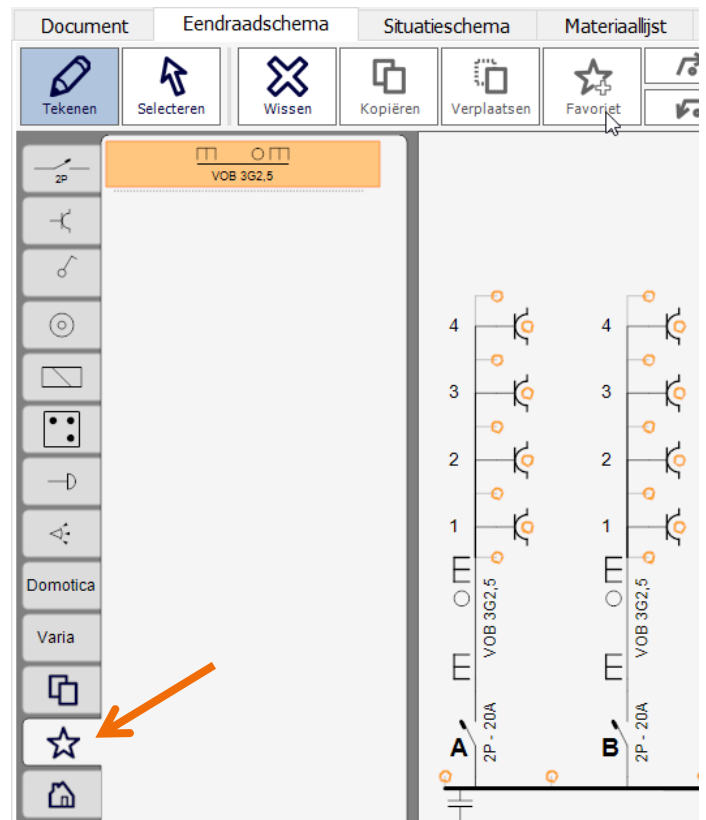 Document Eendraadschema Situatieschema Materiaallijst
Tekenen Selecteren Wissen Kopiëren Verplaatsen Favoriet
2P
VOB 3G2,5
Domotica
Varia
4 4
3 3
2 2
1 1
VOB 3G2,5 VOB 3G2,5
A 2P - 20A B 2P - 20A